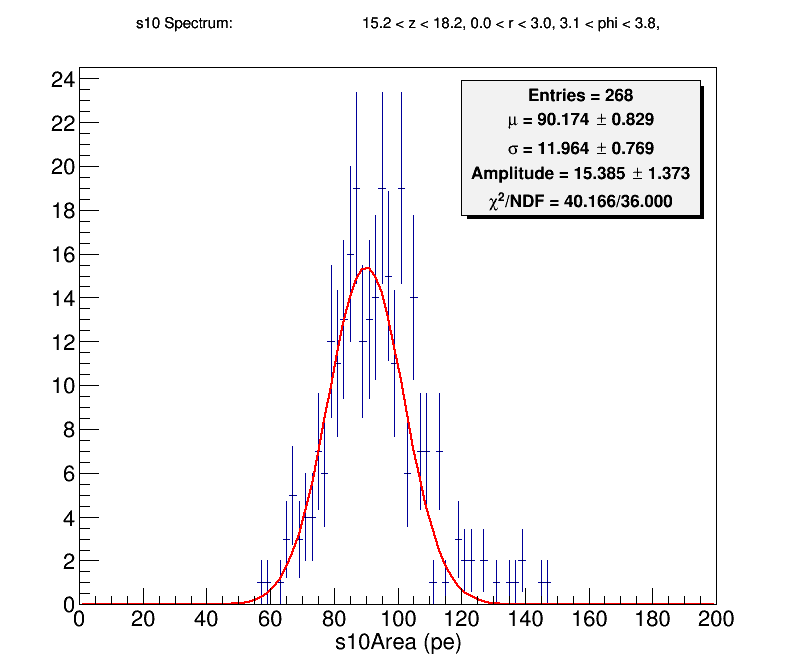 s10 Spectrum: 15.2 < z < 18.2, 0.0 < r < 3.0, 3.1 < phi < 3.8,
Entries = 268
μ = 90.174 ± 0.829
σ = 11.964 ± 0.769
Amplitude = 15.385 ± 1.373
χ²/NDF = 40.166/36.000
24
22
20
18
16
14
12
10
8
6
4
2
0
0 20 40 60 80 100 120 140 160 180 200
s10Area (pe)